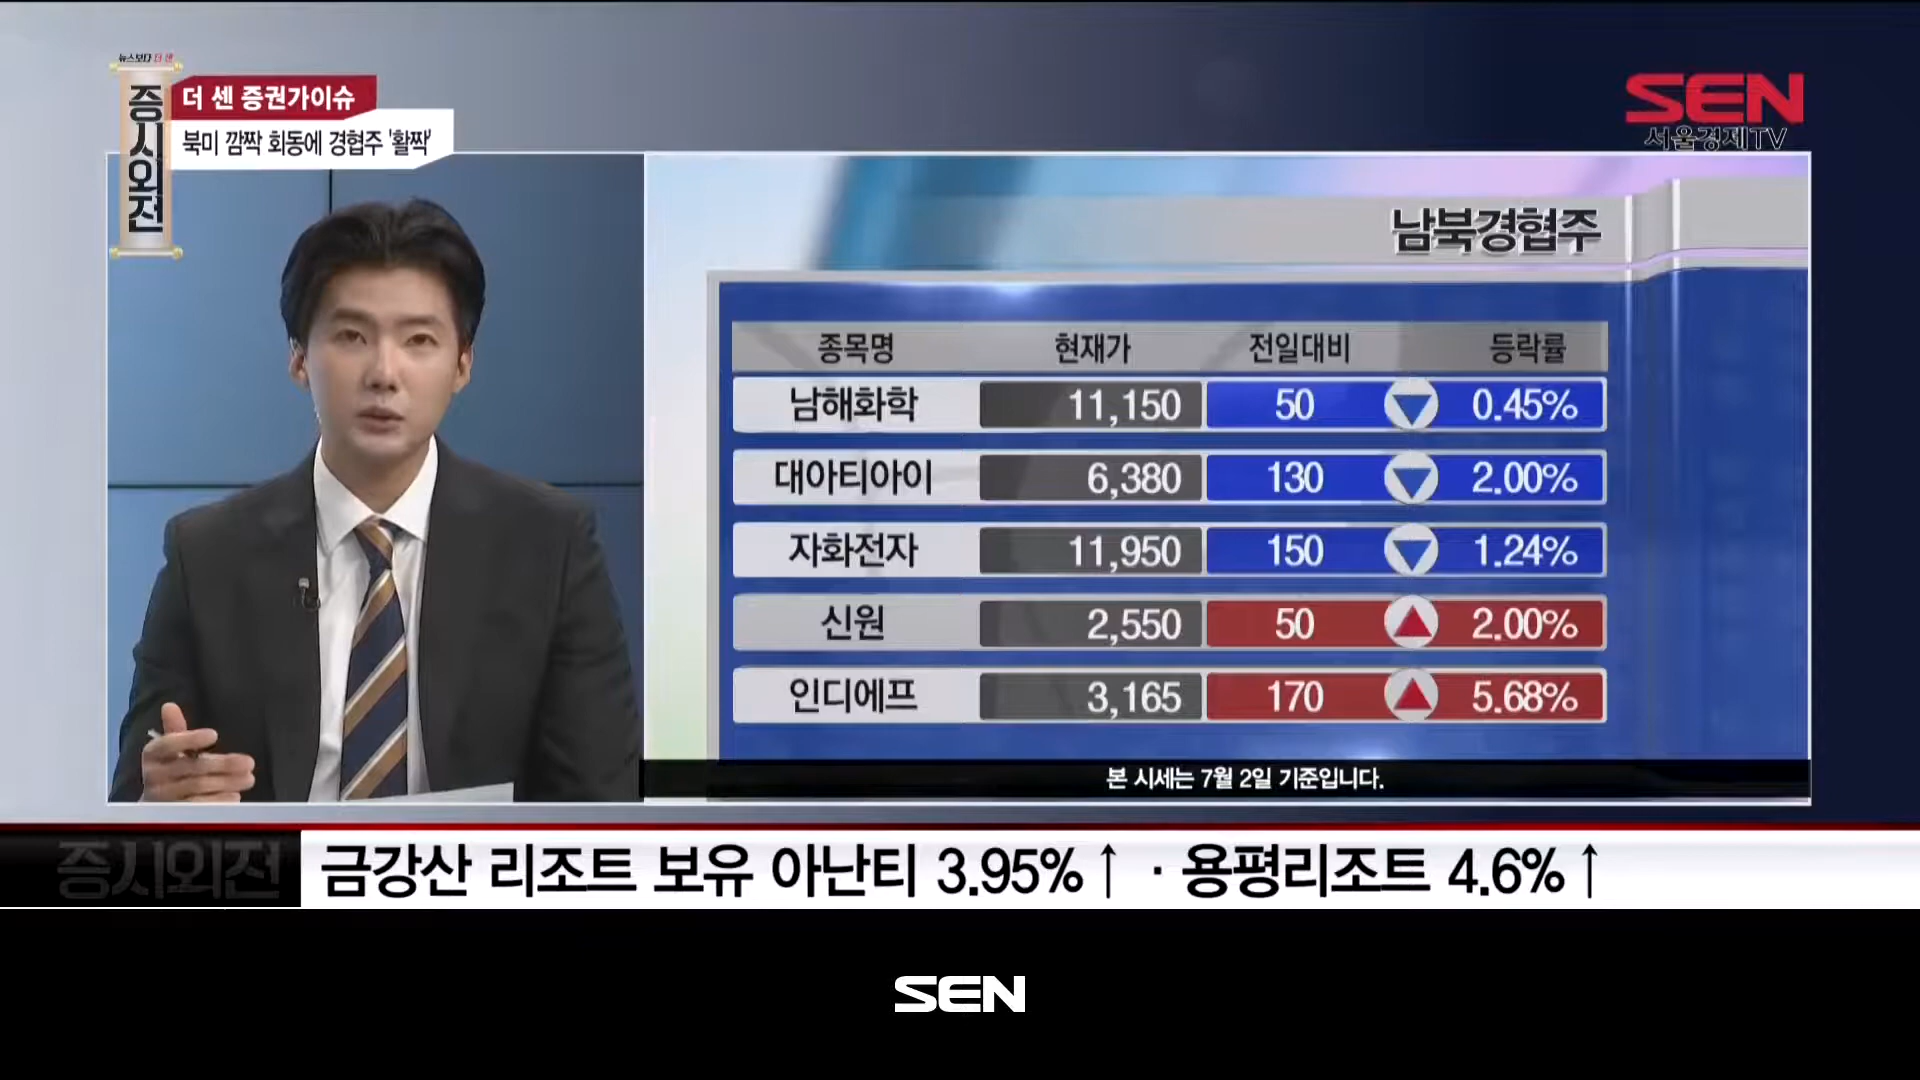 뉴스보다 더 센
증시외전
더 센 증권가이슈
북미 깜짝 회동에 경협주 '활짝'
SEN
서울경제TV
남북경협주
종목명 현재가 전일대비 등락률
남해화학 11,150 50 ▼ 0.45%
대아티아이 6,380 130 ▼ 2.00%
자화전자 11,950 150 ▼ 1.24%
신원 2,550 50 ▲ 2.00%
인디에프 3,165 170 ▲ 5.68%
본 시세는 7월 2일 기준입니다.
증시외전
금강산 리조트 보유 아난티 3.95%↑ · 용평리조트 4.6%↑
SEN